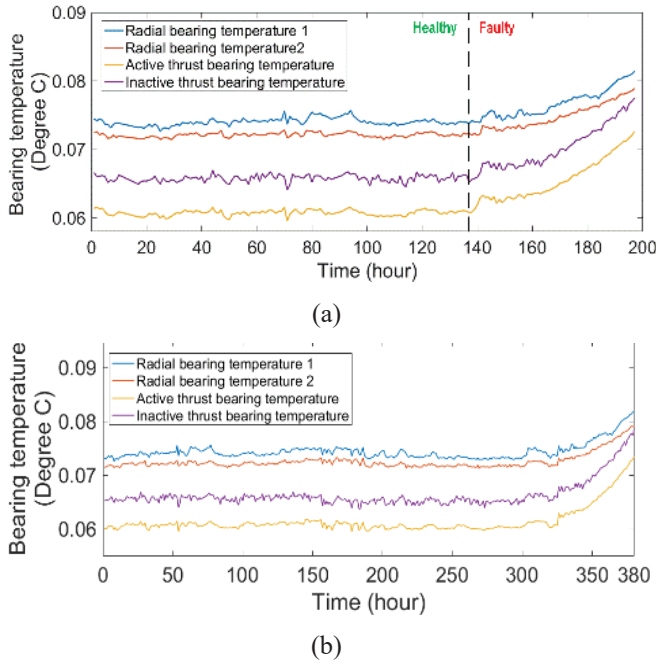 Radial bearing temperature 1
Radial bearing temperature2
Active thrust bearing temperature
Inactive thrust bearing temperature
Healthy
Faulty
Bearing temperature
(Degree C)
0.09
0.08
0.07
0.06
0 20 40 60 80 100 120 140 160 180 200
Time (hour)
(a)
Radial bearing temperature 1
Radial bearing temperature 2
Active thrust bearing temperature
Inactive thrust bearing temperature
Bearing temperature
(Degree C)
0.09
0.08
0.07
0.06
0 50 100 150 200 250 300 350 380
Time (hour)
(b)